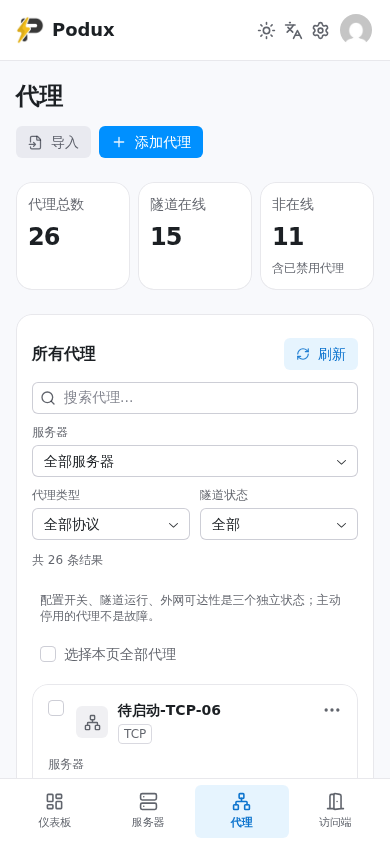 Podux
代理
导入
添加代理
代理总数
26
隧道在线
15
非在线
11
含已禁用代理
所有代理
刷新
搜索代理...
服务器
全部服务器
代理类型
隧道状态
全部协议
全部
共 26 条结果
配置开关、隧道运行、外网可达性是三个独立状态；主动
停用的代理不是故障。
选择本页全部代理
待启动-TCP-06
TCP
服务器
仪表板
服务器
代理
访问端